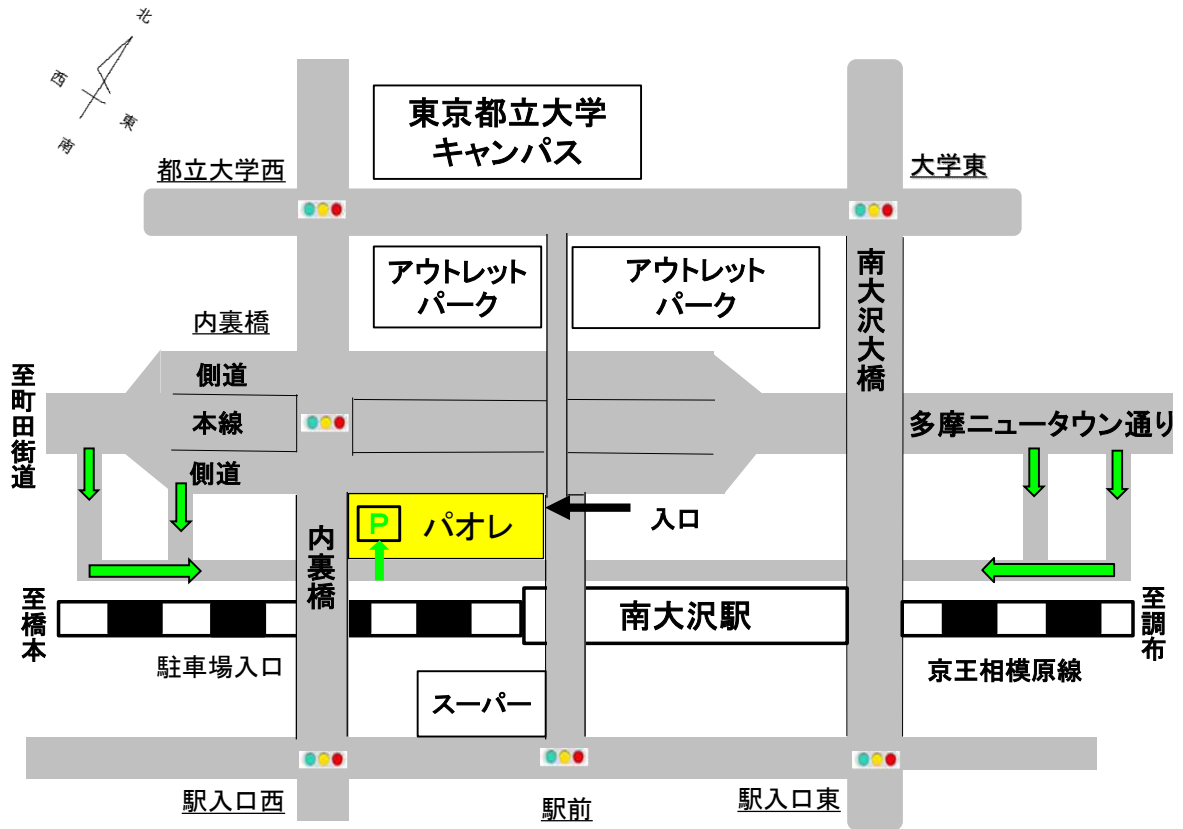 北
西
東
南
東京都立大学
キャンパス
都立大学西
大学東
アウトレット
パーク
アウトレット
パーク
南大沢大橋
内裏橋
側道
本線
側道
至町田街道
多摩ニュータウン通り
P
パオレ
入口
内裏橋
至橋本
南大沢駅
至調布
駐車場入口
京王相模原線
スーパー
駅入口西
駅前
駅入口東